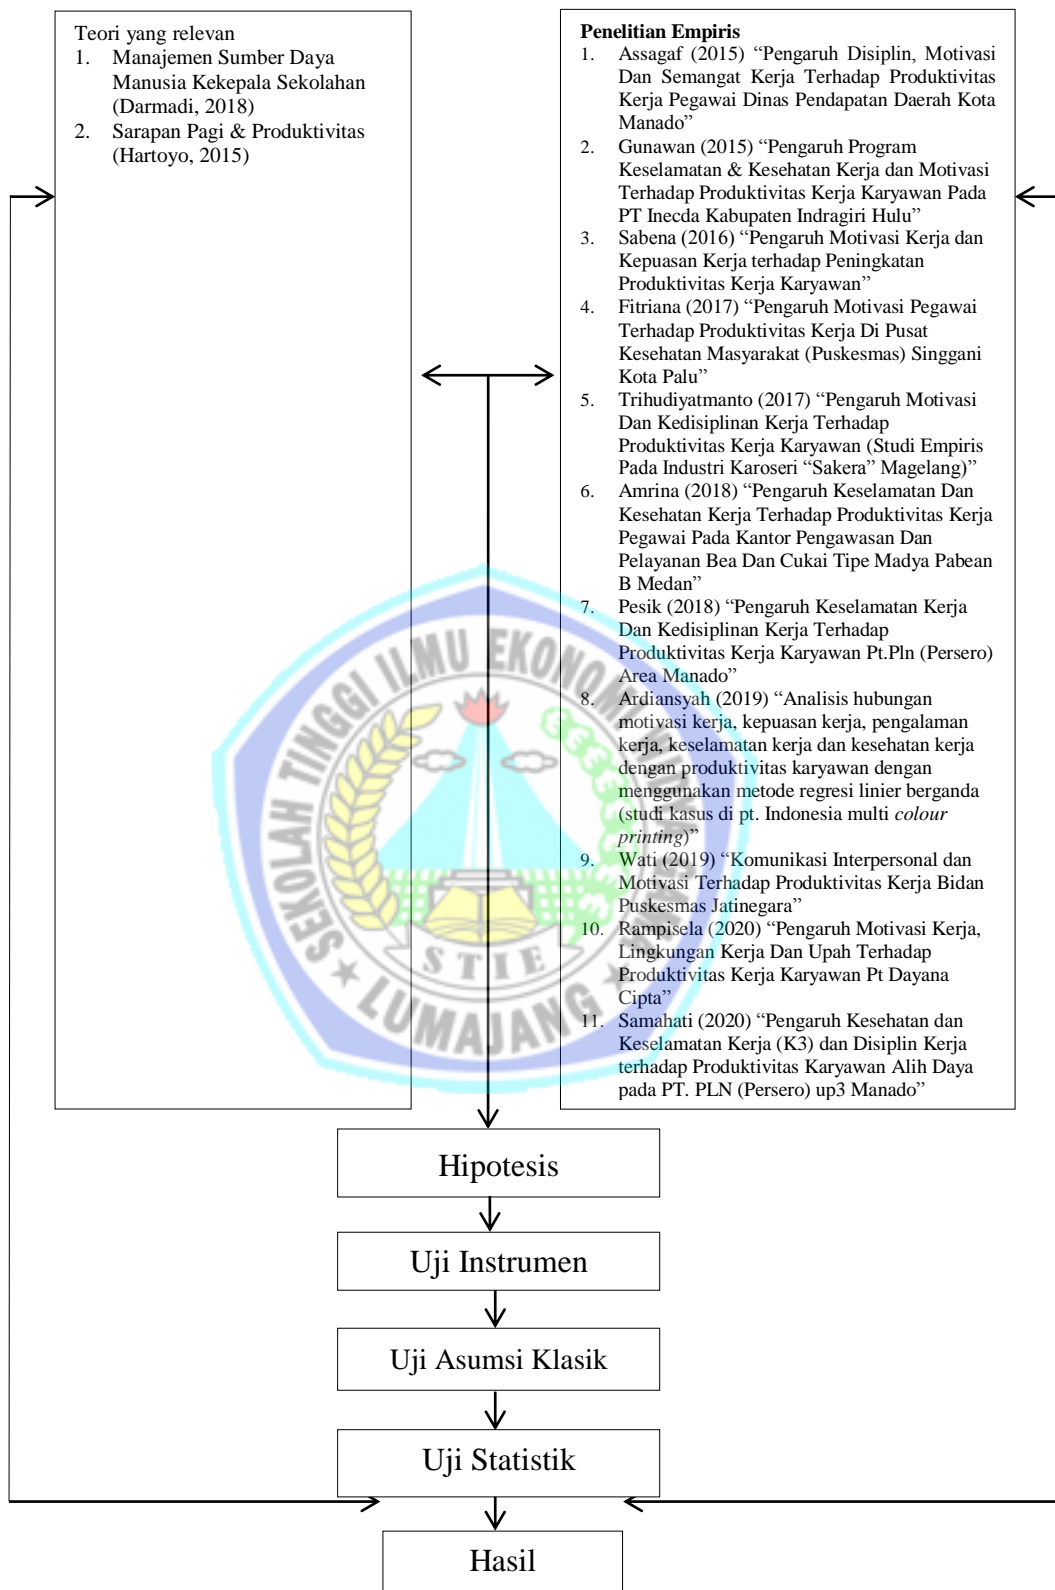 Teori yang relevan
1. Manajemen Sumber Daya
Manusia Kekepala Sekolahan
(Darmadi, 2018)
2. Sarapan Pagi & Produktivitas
(Hartoyo, 2015)
Penelitian Empiris
1. Assagaf (2015) “Pengaruh Disiplin, Motivasi
Dan Semangat Kerja Terhadap Produktivitas
Kerja Pegawai Dinas Pendapatan Daerah Kota
Manado”
2. Gunawan (2015) “Pengaruh Program
Keselamatan & Kesehatan Kerja dan Motivasi
Terhadap Produktivitas Kerja Karyawan Pada
PT Inecda Kabupaten Indragiri Hulu”
3. Sabena (2016) “Pengaruh Motivasi Kerja dan
Kepuasan Kerja terhadap Peningkatan
Produktivitas Kerja Karyawan”
4. Fitriana (2017) “Pengaruh Motivasi Pegawai
Terhadap Produktivitas Kerja Di Pusat
Kesehatan Masyarakat (Puskesmas) Singgani
Kota Palu”
5. Trihudiyatmanto (2017) “Pengaruh Motivasi
Dan Kedisiplinan Kerja Terhadap
Produktivitas Kerja Karyawan (Studi Empiris
Pada Industri Karoseri “Sakera” Magelang)”
6. Amrina (2018) “Pengaruh Keselamatan Dan
Kesehatan Kerja Terhadap Produktivitas Kerja
Pegawai Pada Kantor Pengawasan Dan
Pelayanan Bea Dan Cukai Tipe Madya Pabean
B Medan”
7. Pesik (2018) “Pengaruh Keselamatan Kerja
Dan Kedisiplinan Kerja Terhadap
Produktivitas Kerja Karyawan Pt.Pln (Persero)
Area Manado”
8. Ardiansyah (2019) “Analisis hubungan
motivasi kerja, kepuasan kerja, pengalaman
kerja, keselamatan kerja dan kesehatan kerja
dengan produktivitas karyawan dengan
menggunakan metode regresi linier berganda
(studi kasus di pt. Indonesia multi colour
printing)”
9. Wati (2019) “Komunikasi Interpersonal dan
Motivasi Terhadap Produktivitas Kerja Bidan
Puskesmas Jatinegara”
10. Rampisela (2020) “Pengaruh Motivasi Kerja,
Lingkungan Kerja Dan Upah Terhadap
Produktivitas Kerja Karyawan Pt Dayana
Cipta”
11. Samahati (2020) “Pengaruh Kesehatan dan
Keselamatan Kerja (K3) dan Disiplin Kerja
terhadap Produktivitas Karyawan Alih Daya
pada PT. PLN (Persero) up3 Manado”
SEKOLAH TINGGI ILMU EKONOMI
STIE
LUMAJANG
Hipotesis
Uji Instrumen
Uji Asumsi Klasik
Uji Statistik
Hasil